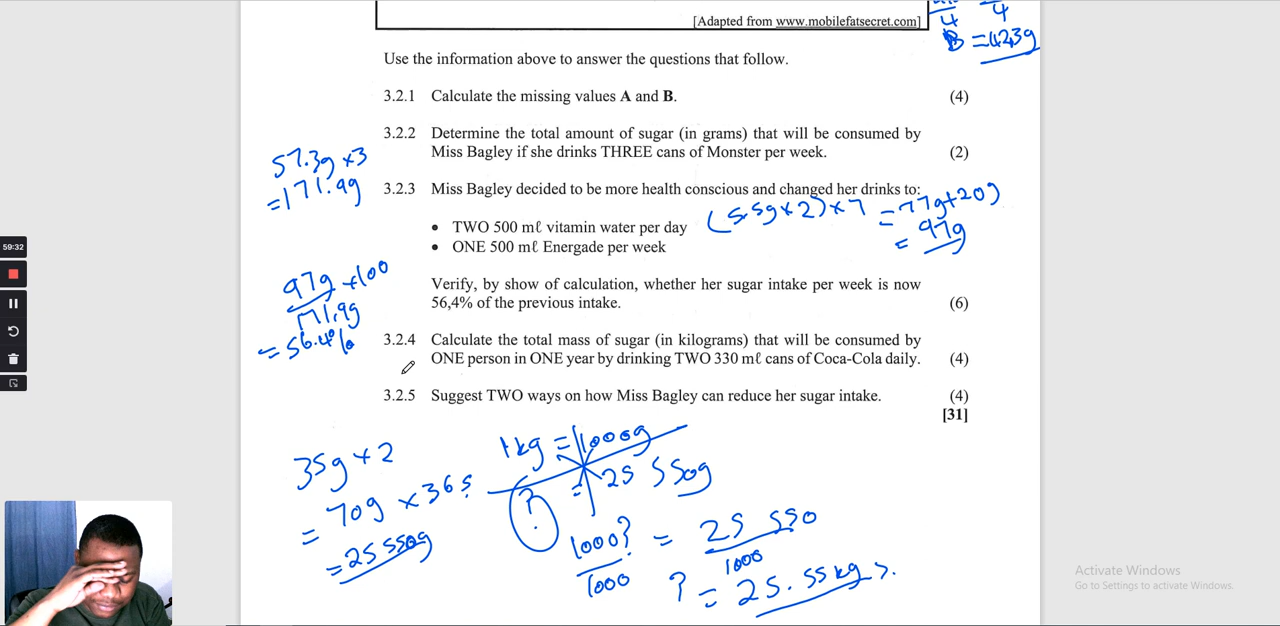 [Adapted from www.mobilefatsecret.com]
4
4
B = 423g
Use the information above to answer the questions that follow.
3.2.1 Calculate the missing values A and B. (4)
3.2.2 Determine the total amount of sugar (in grams) that will be consumed by
Miss Bagley if she drinks THREE cans of Monster per week. (2)
57.3g x 3
= 171.9g
3.2.3 Miss Bagley decided to be more health conscious and changed her drinks to:
• TWO 500 mℓ vitamin water per day
(5.5g x 2) x 7 = 77g + 20g
= 97g
• ONE 500 mℓ Energade per week
Verify, by show of calculation, whether her sugar intake per week is now
56,4% of the previous intake. (6)
97g x 100
171.9g
= 56.4%
59:32
3.2.4 Calculate the total mass of sugar (in kilograms) that will be consumed by
ONE person in ONE year by drinking TWO 330 mℓ cans of Coca-Cola daily. (4)
3.2.5 Suggest TWO ways on how Miss Bagley can reduce her sugar intake. (4)
[31]
35g x 2
= 70g x 365
= 25 550g
1kg = 1000g
? = 25 550g
1000? = 25 550
1000 1000
? = 25.55kg
Activate Windows
Go to Settings to activate Windows.